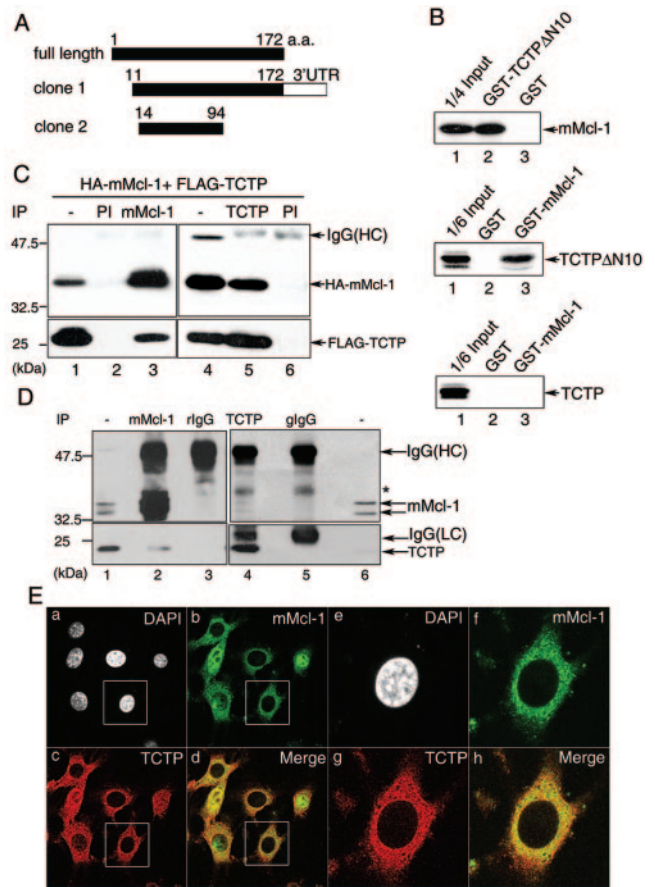 A
1 172 a.a.
full length
11 172 3'UTR
clone 1
14 94
clone 2
B
1/4 Input
GST-TCTPΔN10
GST
mMcl-1
1 2 3
1/6 Input
GST
GST-mMcl-1
TCTPΔN10
1 2 3
1/6 Input
GST
GST-mMcl-1
TCTP
1 2 3
C
HA-mMcl-1+ FLAG-TCTP
IP - PI mMcl-1 - TCTP PI
47.5
IgG(HC)
HA-mMcl-1
32.5
25
FLAG-TCTP
(kDa) 1 2 3 4 5 6
D
IP - mMcl-1 rIgG TCTP gIgG -
47.5
IgG(HC)
*
mMcl-1
32.5
25
IgG(LC)
TCTP
(kDa) 1 2 3 4 5 6
E
a DAPI b mMcl-1 e DAPI f mMcl-1
c TCTP d Merge g TCTP h Merge